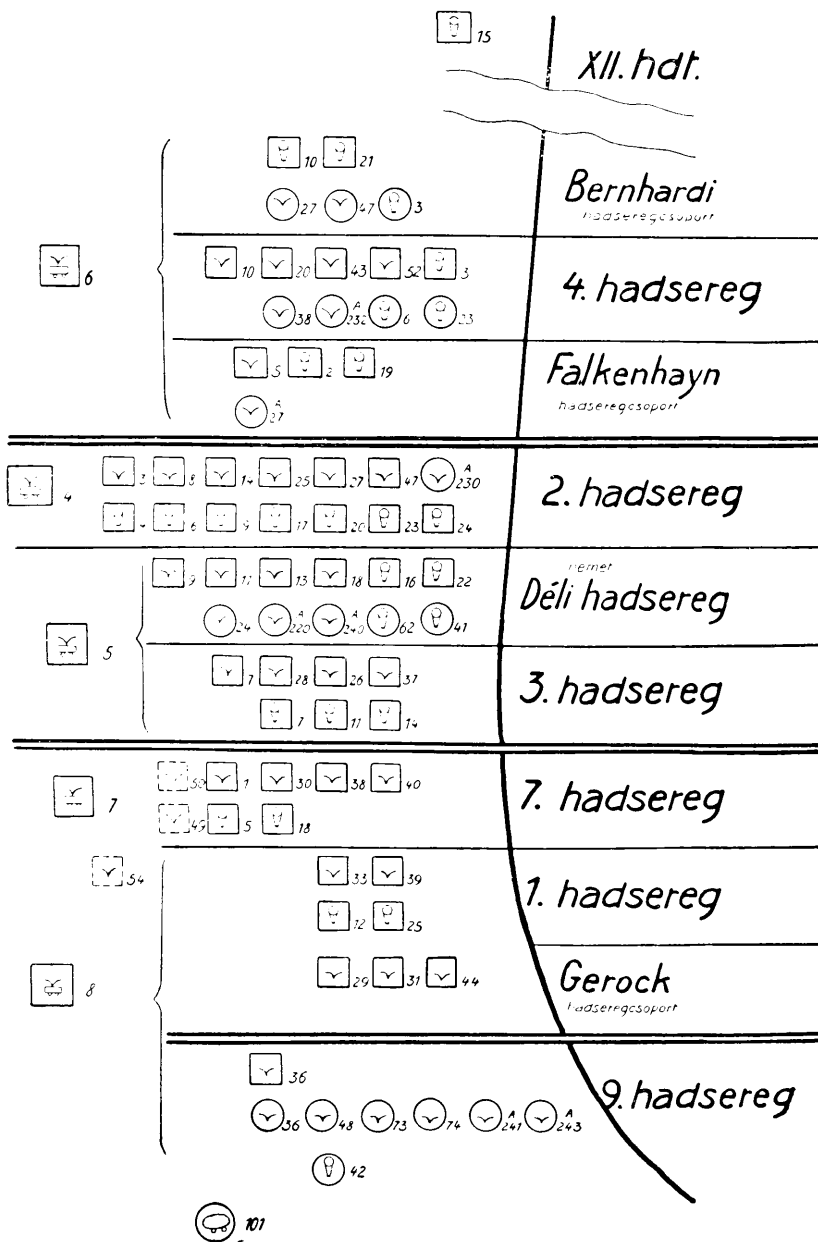 15
XII. hdt.
10 21
Bernhardi
hadseregcsoport
27 47 3
6
10 20 43 52 3
4. hadsereg
38 A 232 6 23
5 2 19
Falkenhayn
hadseregcsoport
A 27
4
3 8 14 25 27 47 A 230
2. hadsereg
4 6 9 17 20 23 24
9 11 13 18 16 22
német
Déli hadsereg
24 A 220 A 240 62 41
5
7 28 26 37
3. hadsereg
7 11 14
7
50 1 30 38 40
7. hadsereg
49 5 18
54
33 39
1. hadsereg
12 25
8
29 31 44
Gerock
hadseregcsoport
36
9. hadsereg
36 48 73 74 A 241 A 243
42
101